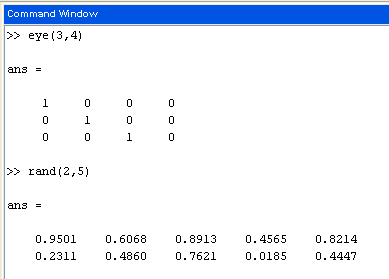 Command Window
>> eye(3,4)
ans =
1 0 0 0
0 1 0 0
0 0 1 0
>> rand(2,5)
ans =
0.9501 0.6068 0.8913 0.4565 0.8214
0.2311 0.4860 0.7621 0.0185 0.4447